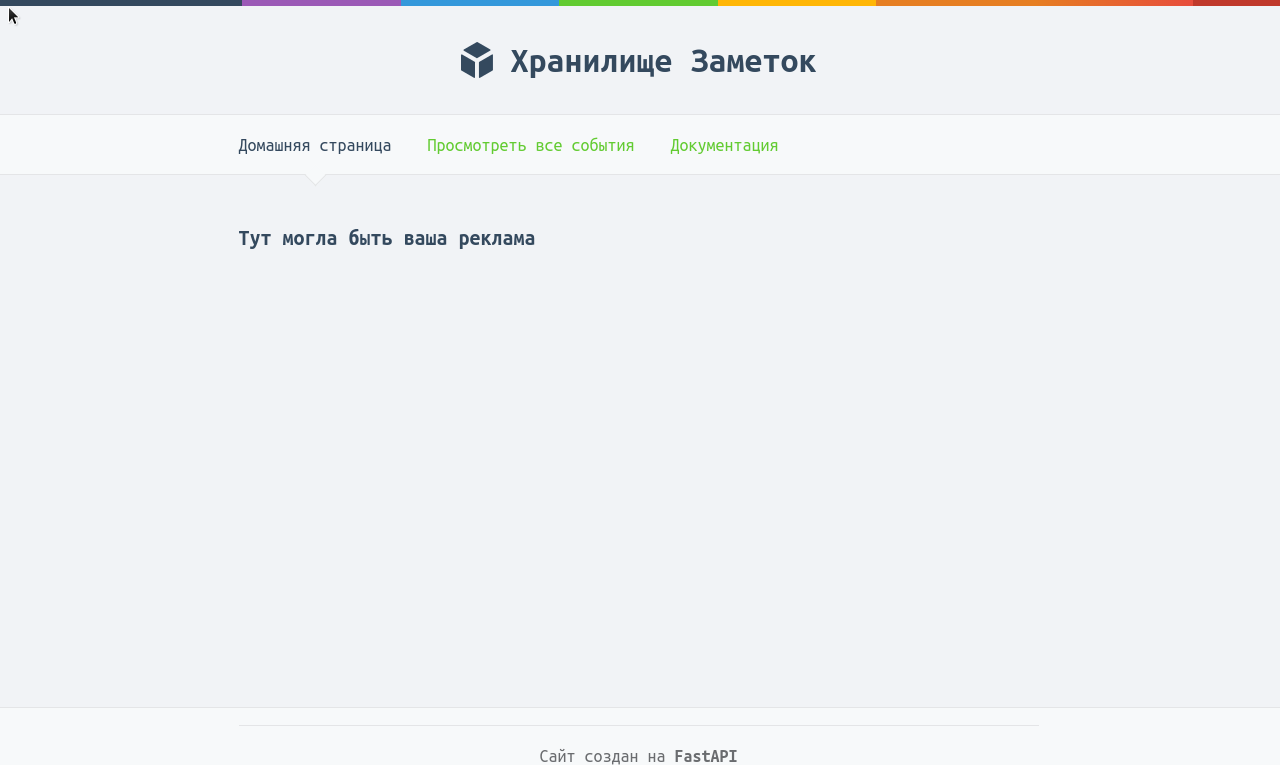 Хранилище Заметок
Домашняя страница Просмотреть все события Документация
Тут могла быть ваша реклама
Сайт создан на FastAPI